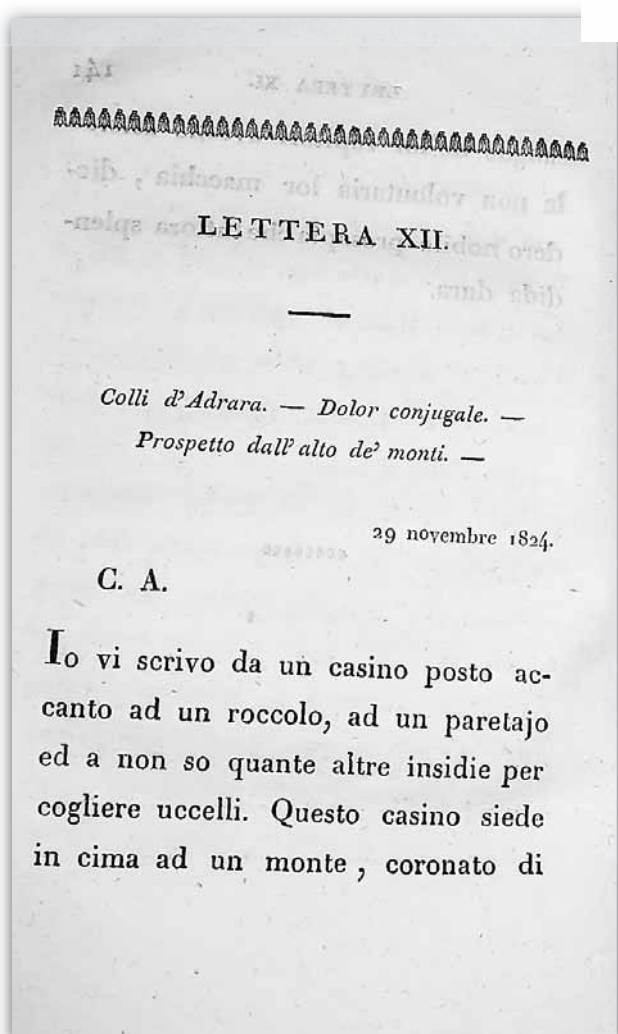 LETTERA XII.
Colli d'Adrara. — Dolor conjugale. —
Prospetto dall' alto de' monti. —
29 novembre 1824.
C. A.
Io vi scrivo da un casino posto ac-
canto ad un roccolo, ad un paretajo
ed a non so quante altre insidie per
cogliere uccelli. Questo casino siede
in cima ad un monte, coronato di